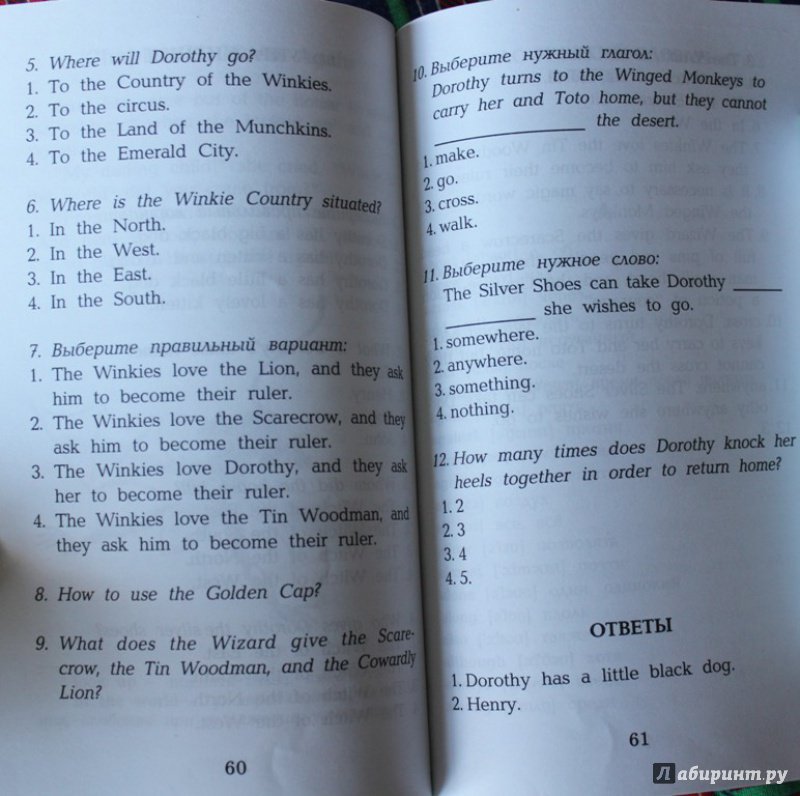 5. Where will Dorothy go?
1. To the Country of the Winkies.
2. To the circus.
3. To the Land of the Munchkins.
4. To the Emerald City.
6. Where is the Winkie Country situated?
1. In the North.
2. In the West.
3. In the East.
4. In the South.
7. Выберите правильный вариант:
1. The Winkies love the Lion, and they ask
him to become their ruler.
2. The Winkies love the Scarecrow, and they
ask him to become their ruler.
3. The Winkies love Dorothy, and they ask
her to become their ruler.
4. The Winkies love the Tin Woodman, and
they ask him to become their ruler.
8. How to use the Golden Cap?
9. What does the Wizard give the Scare-
crow, the Tin Woodman, and the Cowardly
Lion?
60
10. Выберите нужный глагол:
Dorothy turns to the Winged Monkeys to
carry her and Toto home, but they cannot
____________ the desert.
1. make.
2. go.
3. cross.
4. walk.
11. Выберите нужное слово:
The Silver Shoes can take Dorothy ____
_______ she wishes to go.
1. somewhere.
2. anywhere.
3. something.
4. nothing.
12. How many times does Dorothy knock her
heels together in order to return home?
1. 2
2. 3
3. 4
4. 5.
ОТВЕТЫ
1. Dorothy has a little black dog.
2. Henry.
61
Лабиринт.ру